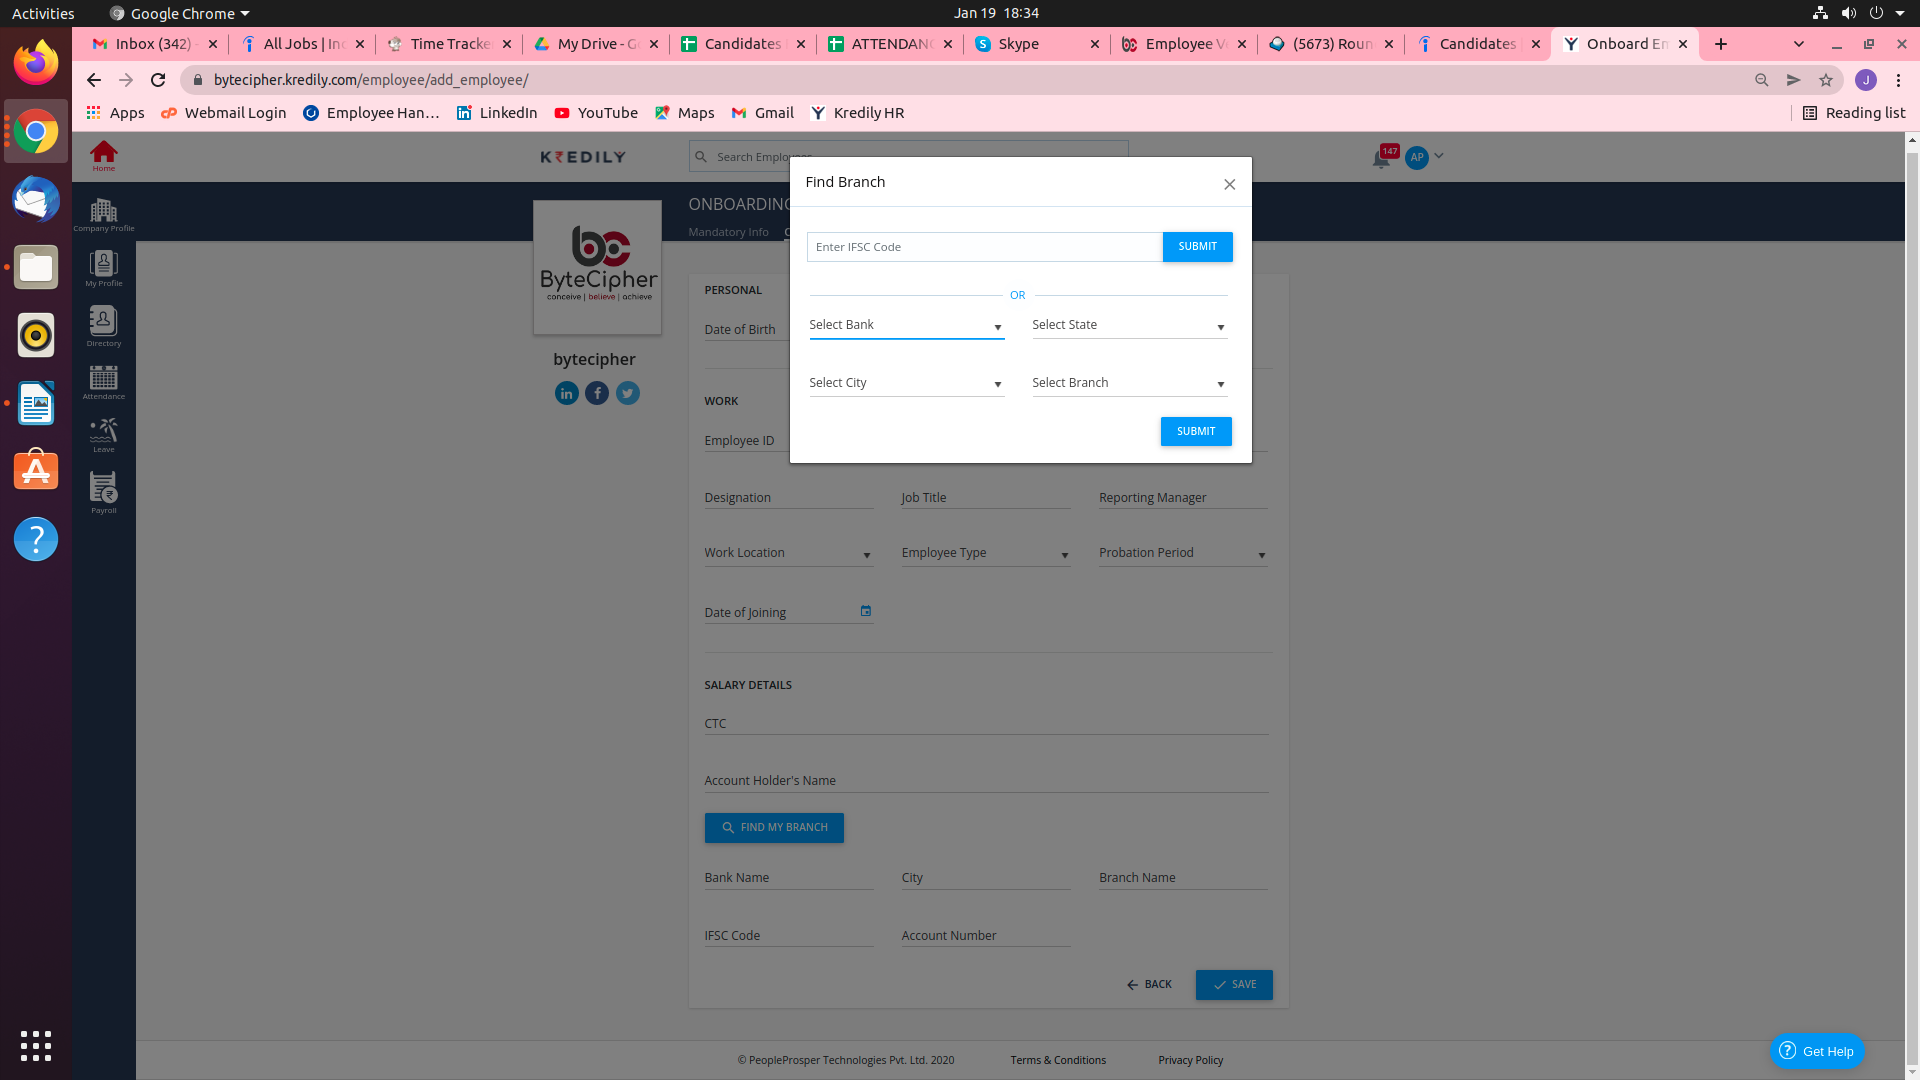 Activities
Google Chrome
Jan 19 18:34
Inbox (342)
All Jobs | In
Time Tracke
My Drive - G
Candidates
ATTENDAN
Skype
Employee V
(5673) Roun
Candidates
Onboard En
bytecipher.kredily.com/employee/add_employee/
J
Apps
Webmail Login
Employee Han...
LinkedIn
YouTube
Maps
Gmail
Kredily HR
Reading list
Home
KREDILY
Search Employees
147
AP
Company Profile
My Profile
Directory
Attendance
Leave
Payroll
bc
ByteCipher
conceive | believe | achieve
bytecipher
ONBOARDING
Mandatory Info
Find Branch
Enter IFSC Code
SUBMIT
OR
Select Bank
Select State
Select City
Select Branch
SUBMIT
PERSONAL
Date of Birth
WORK
Employee ID
Designation
Job Title
Reporting Manager
Work Location
Employee Type
Probation Period
Date of Joining
SALARY DETAILS
CTC
Account Holder's Name
FIND MY BRANCH
Bank Name
City
Branch Name
IFSC Code
Account Number
BACK
SAVE
© PeopleProsper Technologies Pvt. Ltd. 2020
Terms & Conditions
Privacy Policy
Get Help